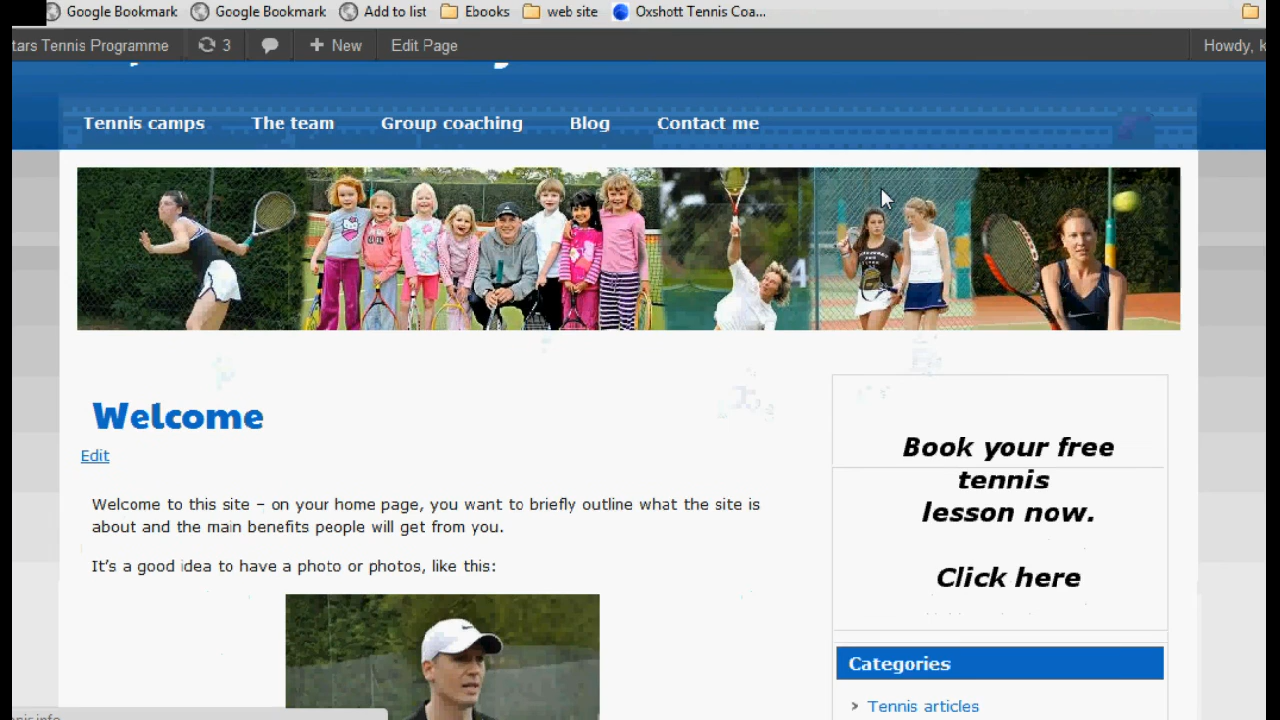 Google Bookmark Google Bookmark Add to list Ebooks web site Oxshott Tennis Coa...
tars Tennis Programme 3 New Edit Page Howdy, k
Tennis camps The team Group coaching Blog Contact me
4
Welcome
Edit
Welcome to this site – on your home page, you want to briefly outline what the site is
about and the main benefits people will get from you.
It's a good idea to have a photo or photos, like this:
Book your free
tennis
lesson now.
Click here
Categories
Tennis articles